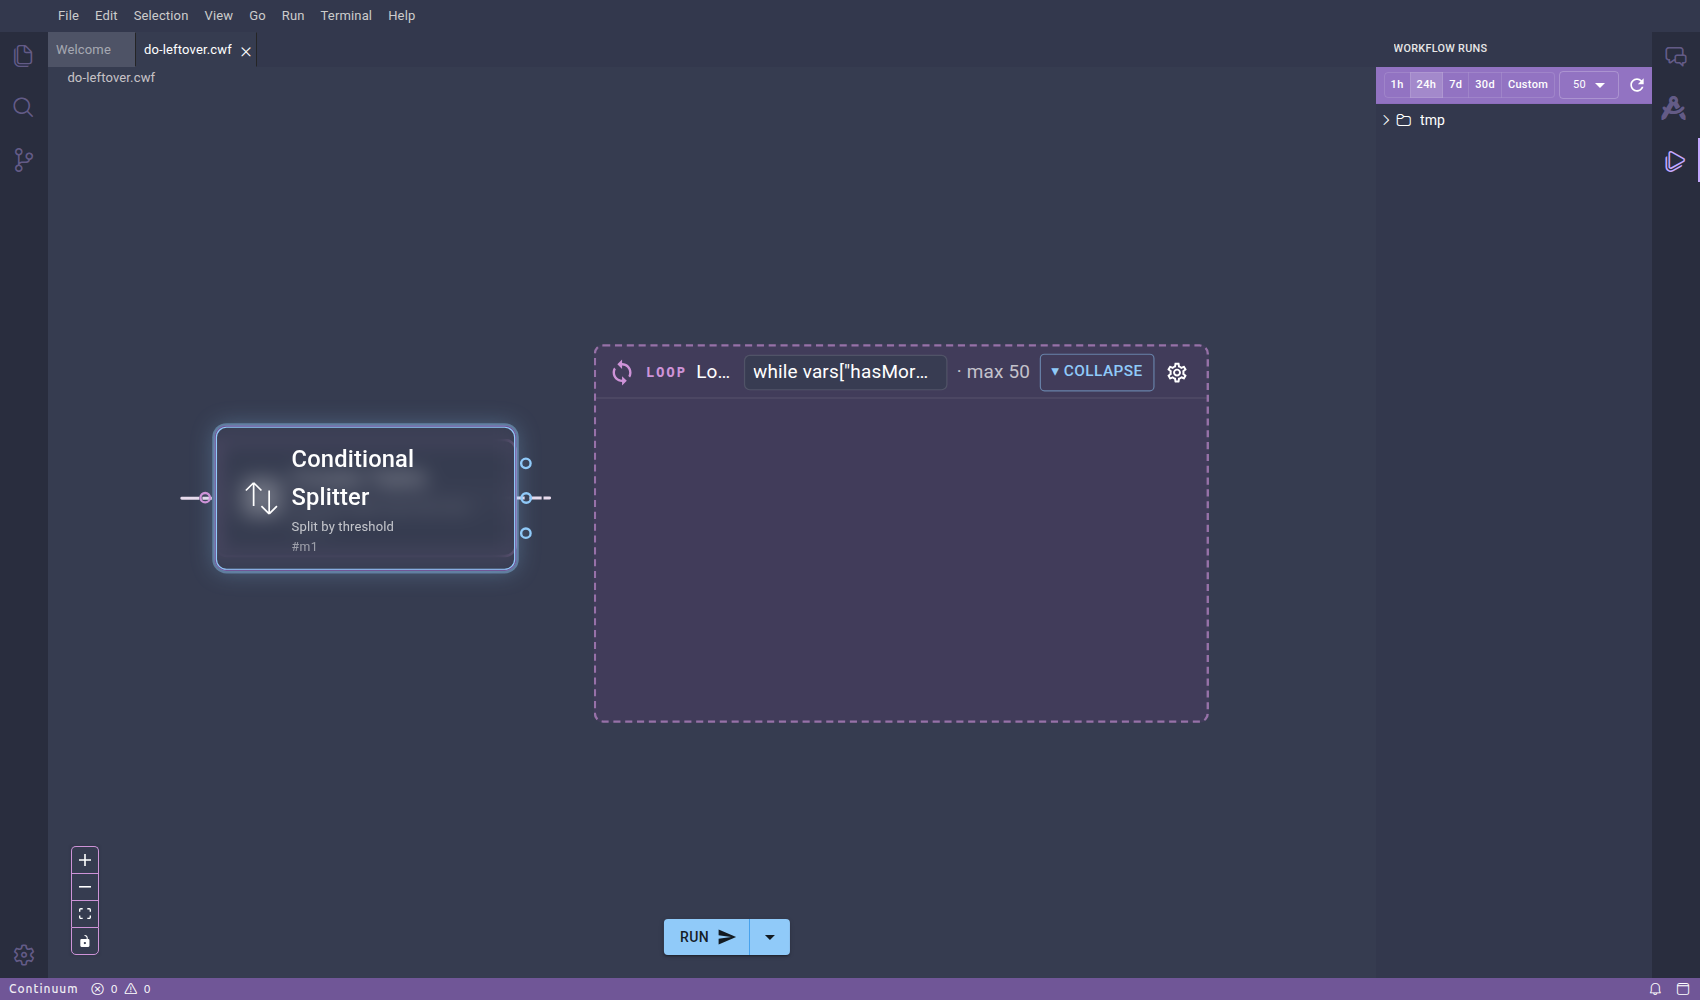 File Edit Selection View Go Run Terminal Help
Welcome do-leftover.cwf
do-leftover.cwf
WORKFLOW RUNS
1h 24h 7d 30d Custom 50
tmp
LOOP Lo... while vars["hasMor... · max 50 ▾ COLLAPSE
Conditional
Splitter
Split by threshold
#m1
RUN
Continuum 0 0